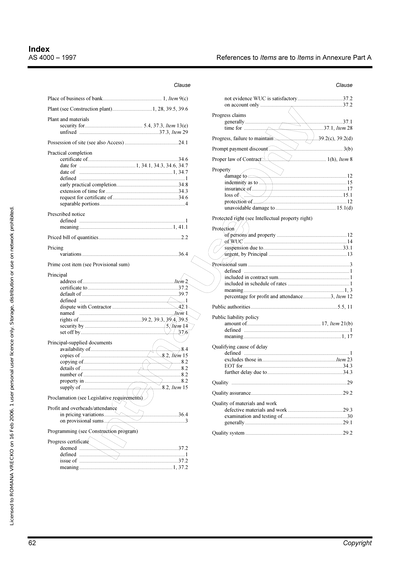 Index
AS 4000 – 1997
References to Items are to Items in Annexure Part A
Clause
Place of business of bank 1, Item 9(c)
Plant (see Construction plant) 1, 28, 39.5, 39.6
Plant and materials
security for 5.4, 37.3, Item 13(e)
unfixed 37.3, Item 29
Possession of site (see also Access) 24.1
Practical completion
certificate of 34.6
date for 1, 34.1, 34.3, 34.6, 34.7
date of 1, 34.7
defined 1
early practical completion 34.8
extension of time for 34.3
request for certificate of 34.6
separable portions 4
Prescribed notice
defined 1
meaning 1, 41.1
Priced bill of quantities 2.2
Pricing
variations 36.4
Prime cost item (see Provisional sum)
Principal
address of Item 2
certificate to 37.2
default of 39.7
defined 1
dispute with Contractor 42.1
named Item 1
rights of 39.2, 39.3, 39.4, 39.5
security by 5, Item 14
set off by 37.6
Principal-supplied documents
availability of 8.4
copies of 8.2, Item 15
copying of 8.2
details of 8.2
number of 8.2
property in 8.2
supply of 8.2, Item 15
Proclamation (see Legislative requirements)
Profit and overheads/attendance
in pricing variations 36.4
on provisional sums 3
Programming (see Construction program)
Progress certificate
deemed 37.2
defined 1
issue of 37.2
meaning 1, 37.2
Clause
not evidence WUC is satisfactory 37.2
on account only 37.2
Progress claims
generally 37.1
time for 37.1, Item 28
Progress, failure to maintain 39.2(c), 39.2(d)
Prompt payment discount 3(b)
Proper law of Contract 1(h), Item 8
Property
damage to 12
indemnity as to 15
insurance of 17
loss of 15.1
protection of 12
unavoidable damage to 15.1(d)
Protected right (see Intellectual property right)
Protection
of persons and property 12
of WUC 14
suspension due to 33.1
urgent, by Principal 13
Provisional sum 3
defined 1
included in contract sum 1
included in schedule of rates 1
meaning 1, 3
percentage for profit and attendance 3, Item 12
Public authorities 5.5, 11
Public liability policy
amount of 17, Item 21(b)
defined 1
meaning 1, 17
Qualifying cause of delay
defined 1
excludes these in Item 23
EOT for 34.3
further delay due to 34.3
Quality 29
Quality assurance 29.2
Quality of materials and work
defective materials and work 29.3
examination and testing of 30
generally 29.1
Quality system 29.2
62
Copyright